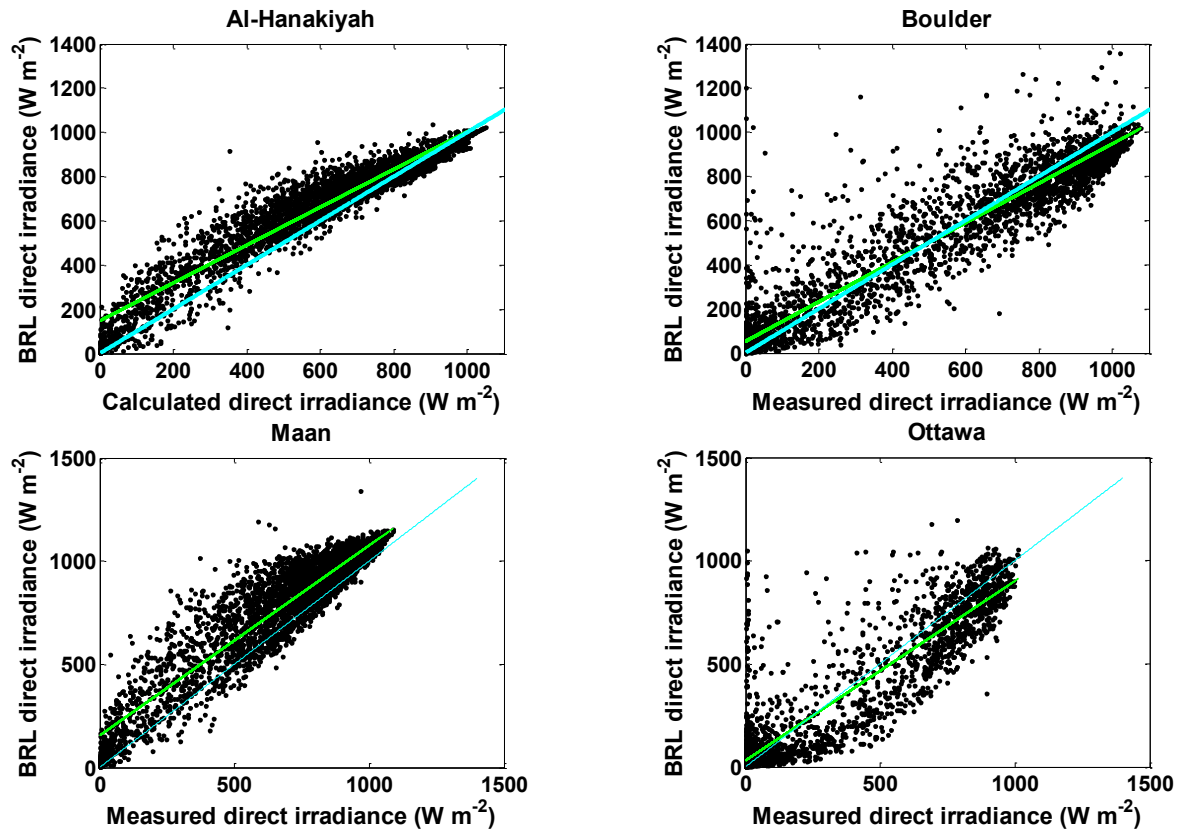 Al-Hanakiyah
BRL direct irradiance (W m-2)
1400
1200
1000
800
600
400
200
0
0 200 400 600 800 1000
Calculated direct irradiance (W m-2)
Boulder
BRL direct irradiance (W m-2)
1400
1200
1000
800
600
400
200
0
0 200 400 600 800 1000
Measured direct irradiance (W m-2)
Maan
BRL direct irradiance (W m-2)
1500
1000
500
0
0 500 1000 1500
Measured direct irradiance (W m-2)
Ottawa
BRL direct irradiance (W m-2)
1500
1000
500
0
0 500 1000 1500
Measured direct irradiance (W m-2)